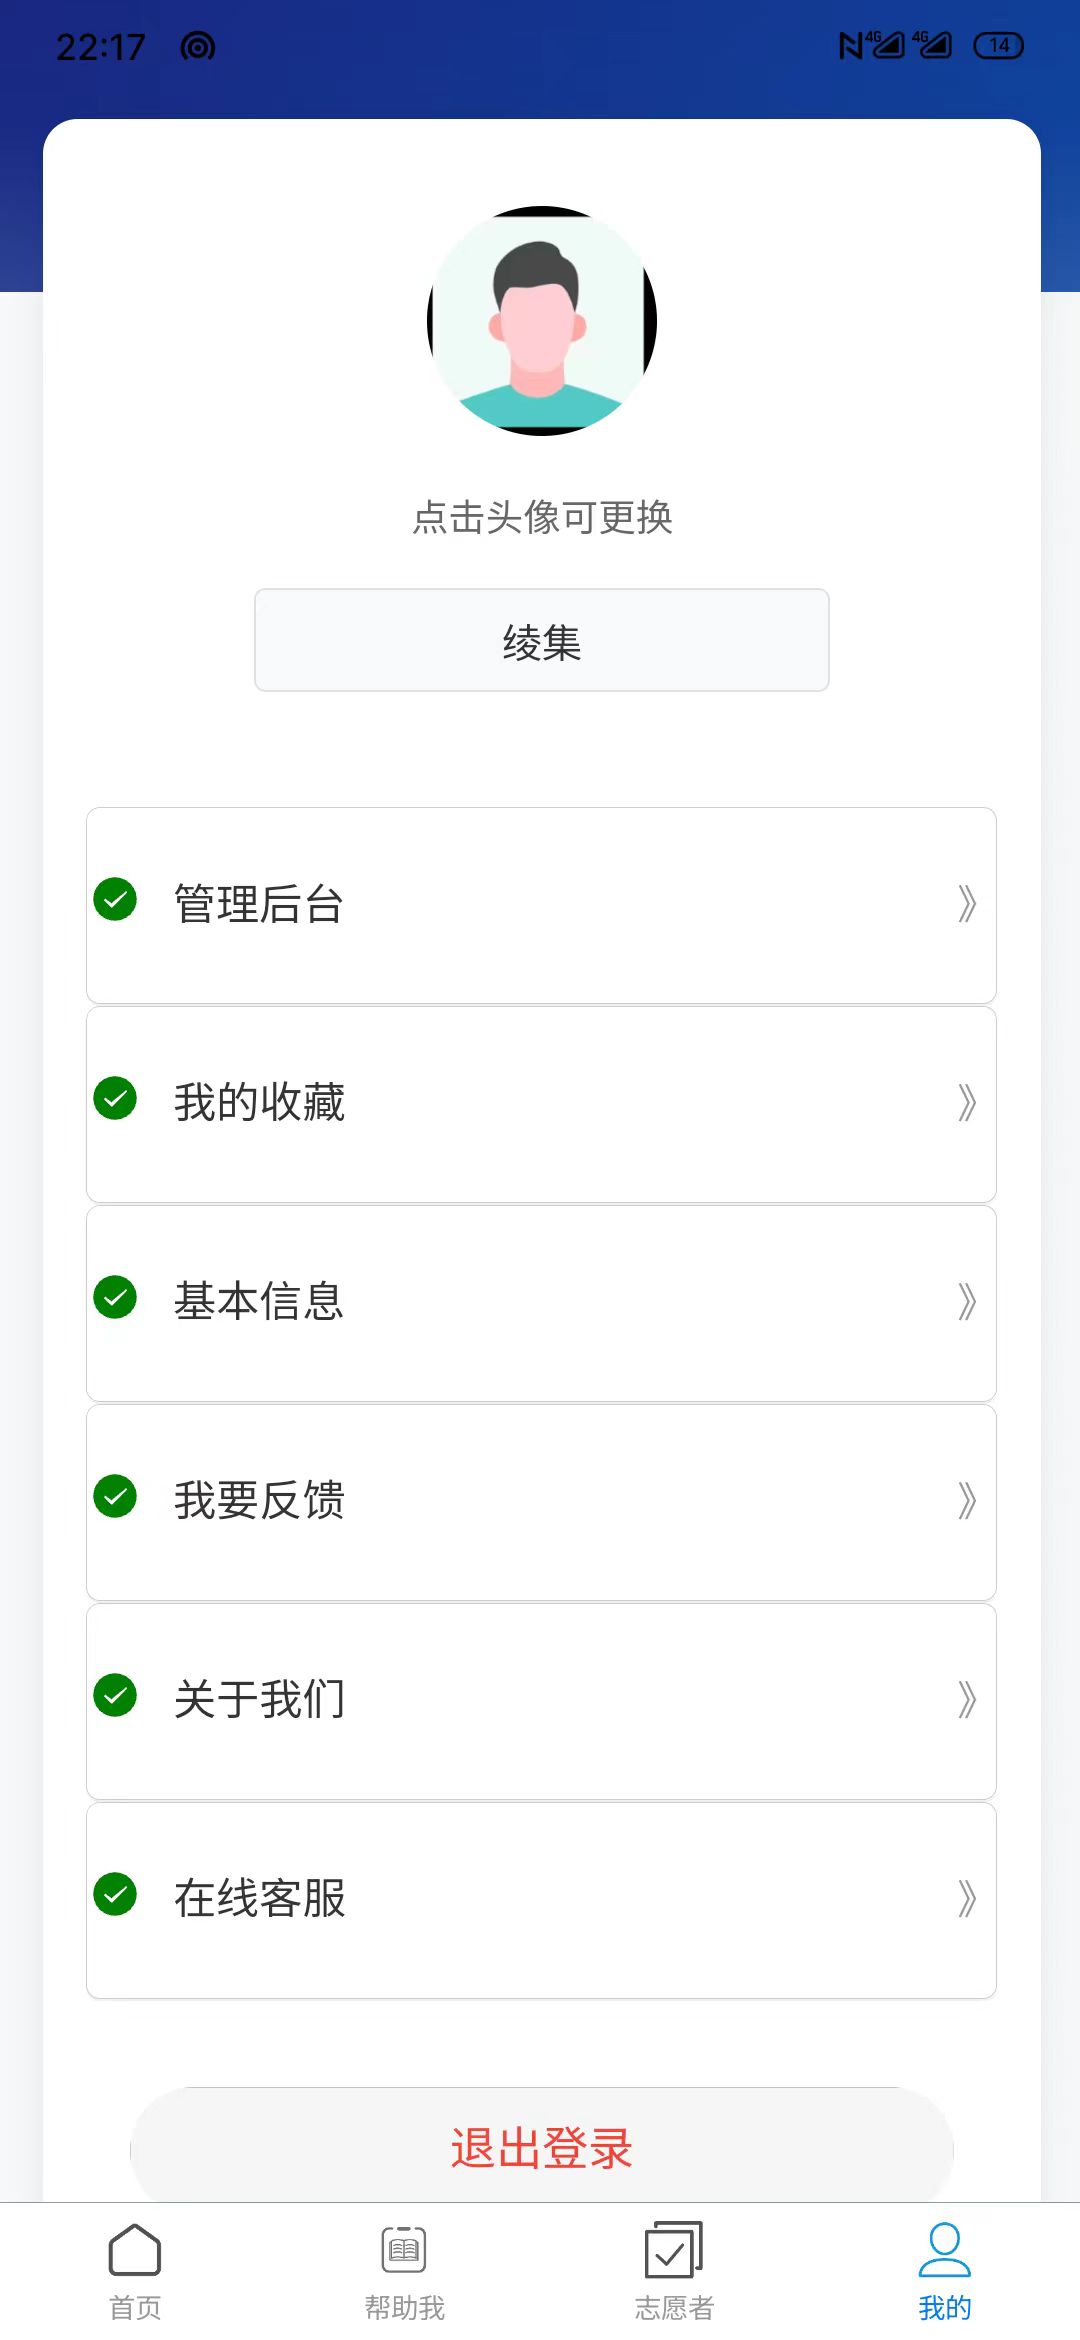 22:17
4G 4G 14
点击头像可更换
绫集
管理后台
我的收藏
基本信息
我要反馈
关于我们
在线客服
退出登录
首页
帮助我
志愿者
我的